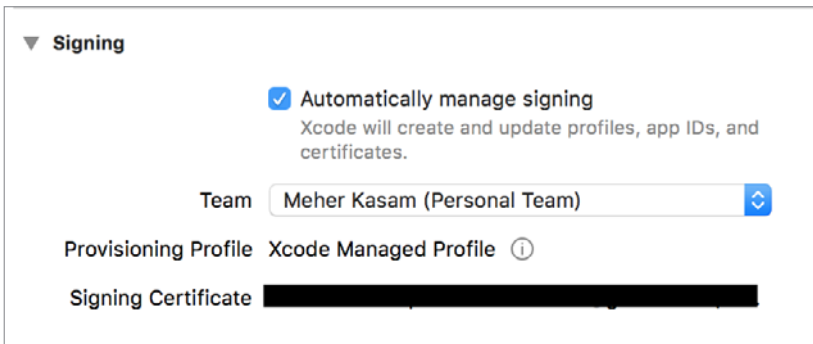 Signing
Automatically manage signing
Xcode will create and update profiles, app IDs, and
certificates.
Team Meher Kasam (Personal Team)
Provisioning Profile Xcode Managed Profile
Signing Certificate